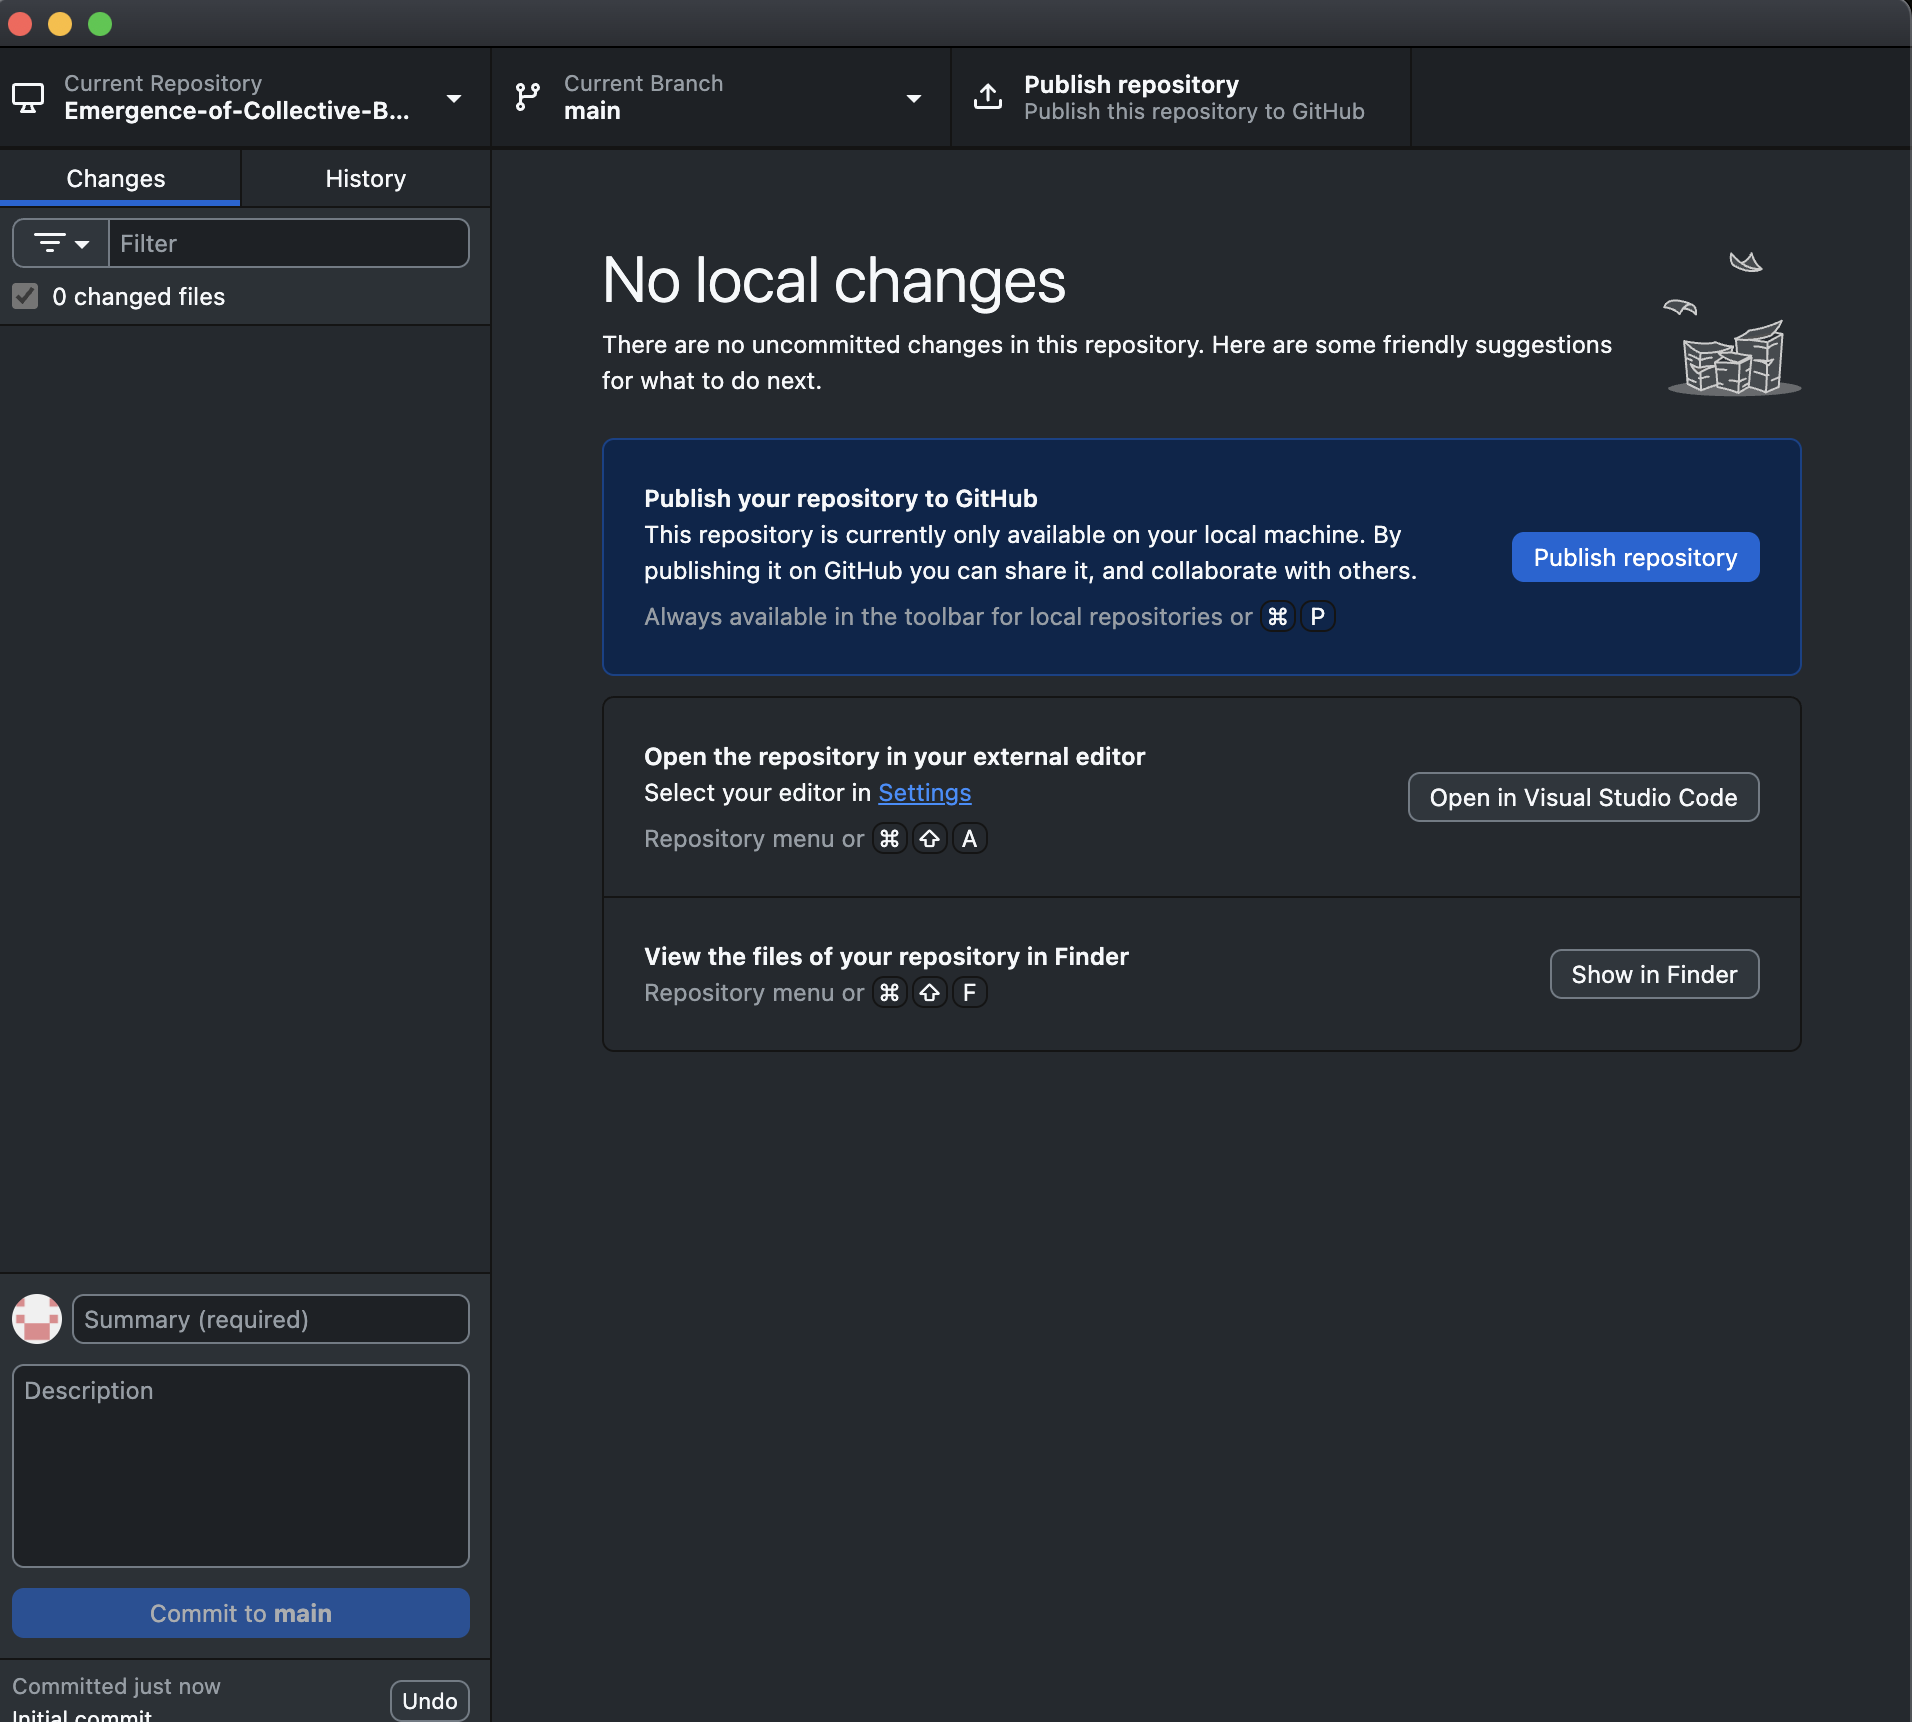 Current Repository
Emergence-of-Collective-B...
Current Branch
main
Publish repository
Publish this repository to GitHub
Changes
History
Filter
0 changed files
No local changes
There are no uncommitted changes in this repository. Here are some friendly suggestions
for what to do next.
Publish your repository to GitHub
This repository is currently only available on your local machine. By
publishing it on GitHub you can share it, and collaborate with others.
Always available in the toolbar for local repositories or ⌘ P
Publish repository
Open the repository in your external editor
Select your editor in Settings
Repository menu or ⌘ ⇧ A
Open in Visual Studio Code
View the files of your repository in Finder
Repository menu or ⌘ ⇧ F
Show in Finder
Summary (required)
Description
Commit to main
Committed just now
Initial commit
Undo